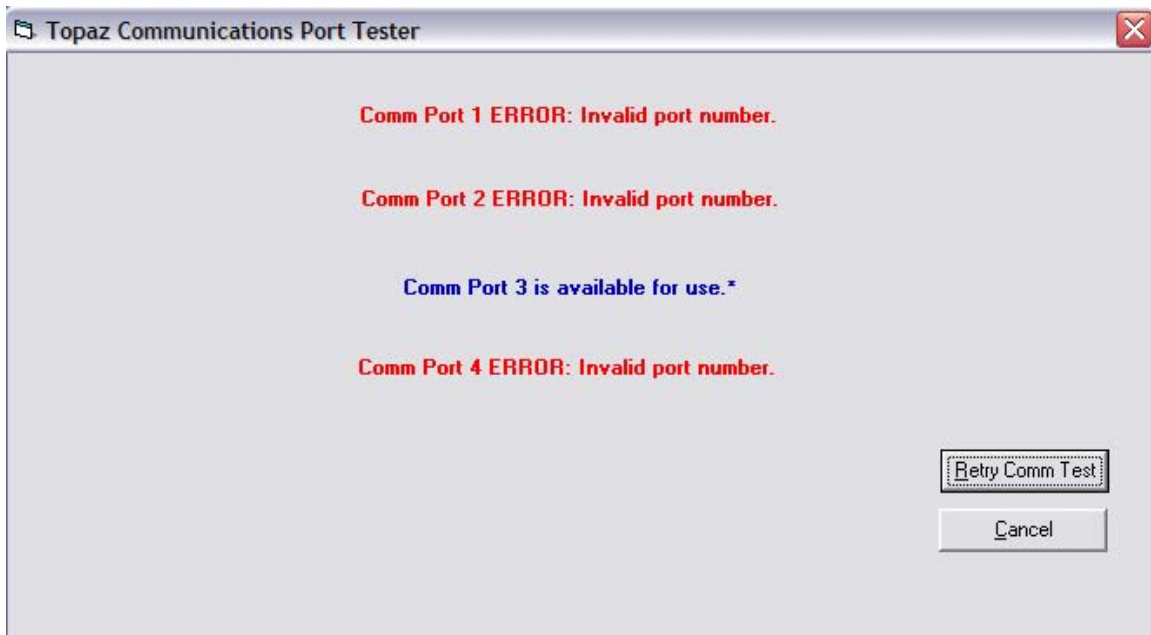 Topaz Communications Port Tester
Comm Port 1 ERROR: Invalid port number.
Comm Port 2 ERROR: Invalid port number.
Comm Port 3 is available for use.*
Comm Port 4 ERROR: Invalid port number.
Retry Comm Test
Cancel